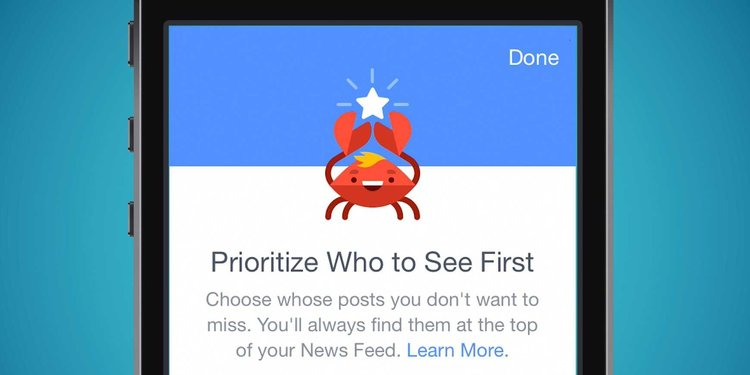 Done
Prioritize Who to See First
Choose whose posts you don't want to
miss. You'll always find them at the top
of your News Feed. Learn More.